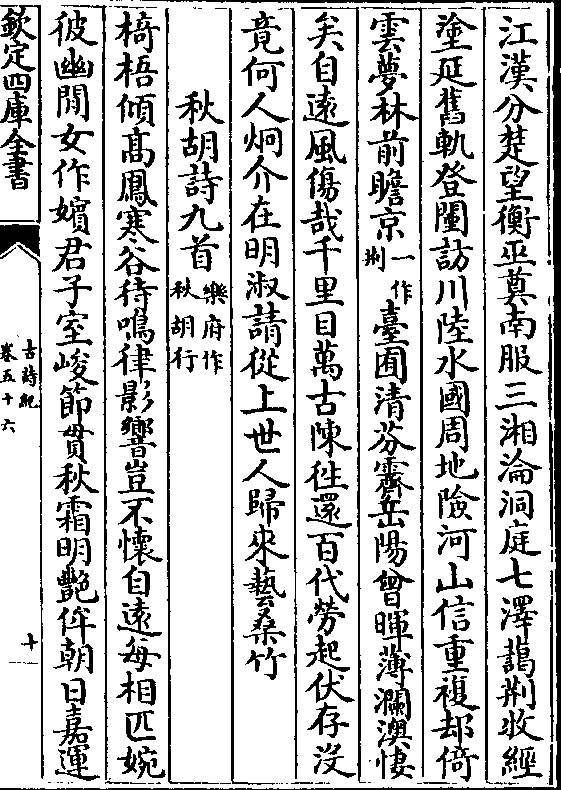 江漢分楚望衡巫奠南服三湘淪洞庭七澤藹荆牧經
塗延舊軌登闉訪川陸水國周地險河山信重複却倚
雲夢林前瞻京一作荆臺囿清芬霽岳陽曾暉薄瀾澳悽
矣自遠風傷哉千里目萬古陳徃還百代勞起伏存没
竟何人炯介在明淑請從上世人歸來藝桑竹
秋胡詩九首樂府作秋胡行
椅梧傾高鳳寒谷待鳴律影響豈不懷自遠每相匹婉
彼幽閒女作嬪君子室峻節貫秋霜明艷侔朝日嘉運
欽定四庫全書
古詩紀
卷五十六
十